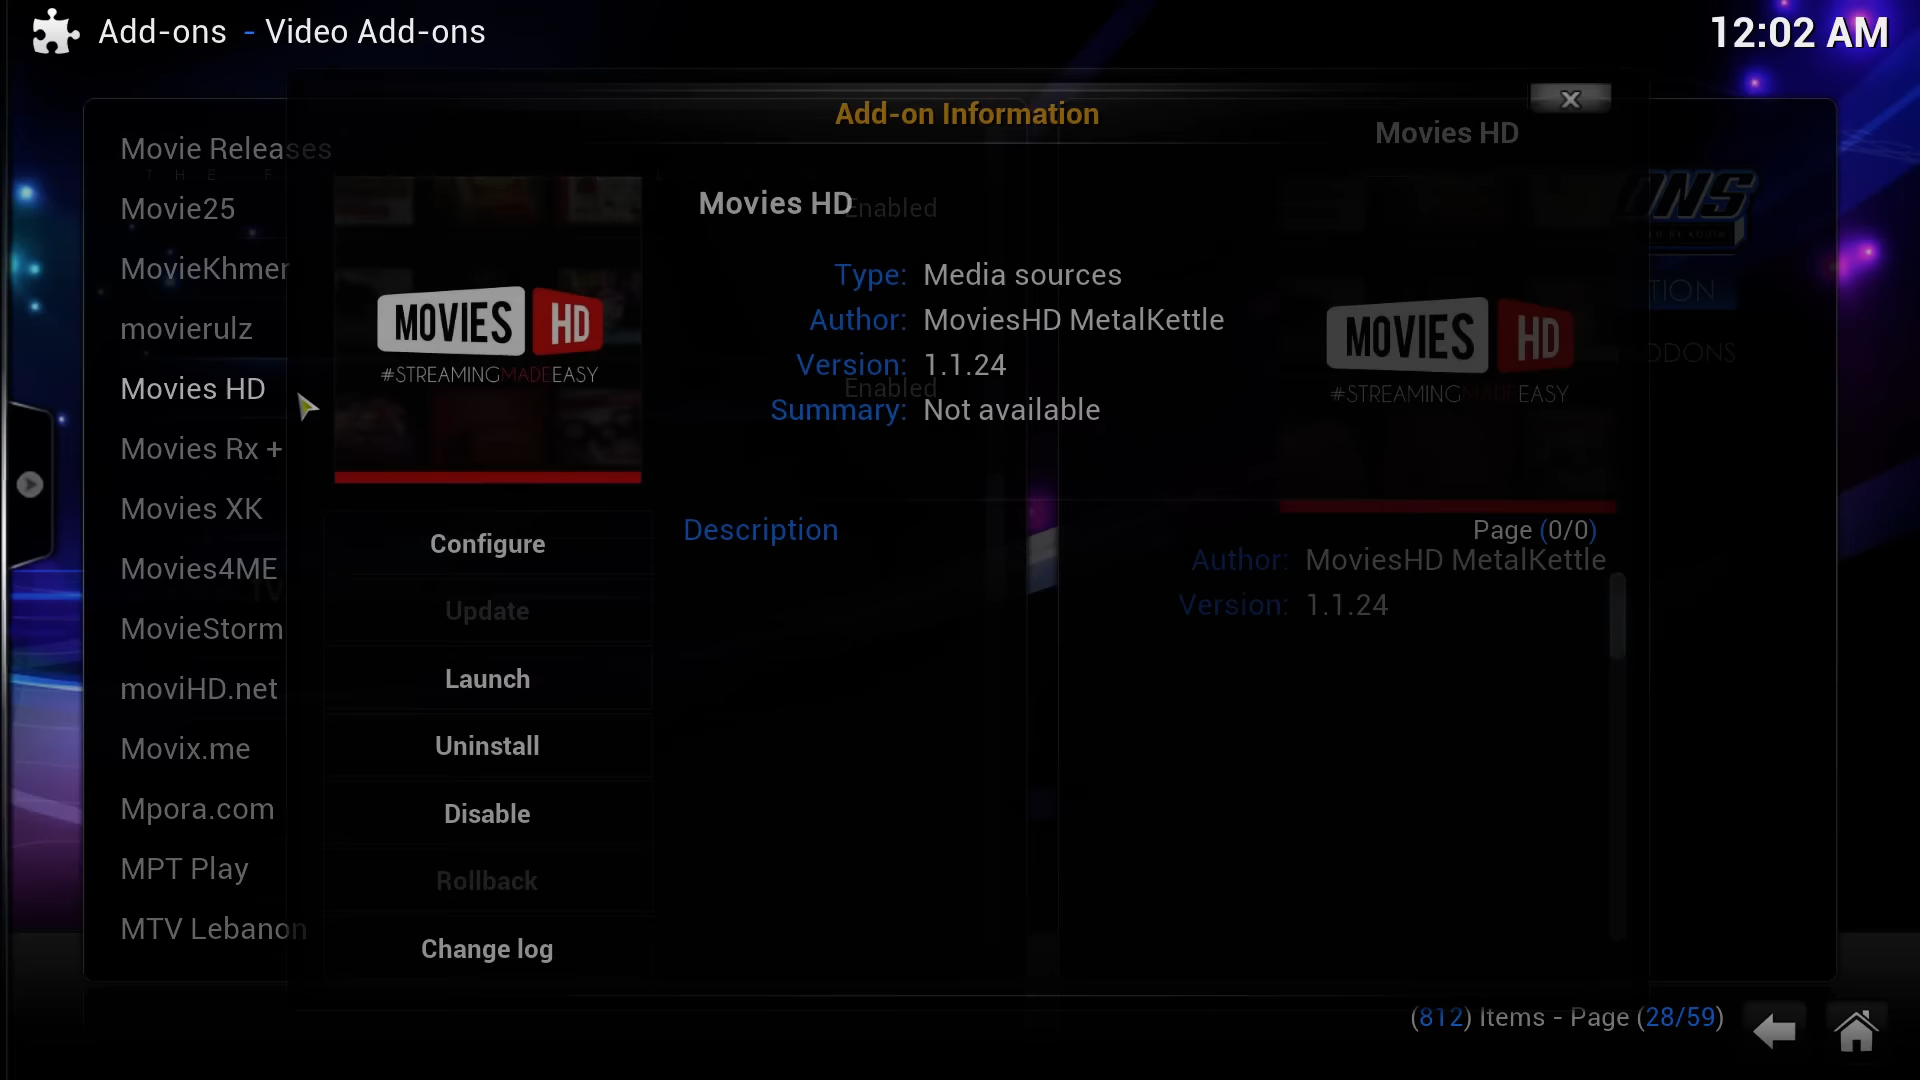 Add-ons - Video Add-ons
12:02 AM
Add-on Information
x
Movies HD
Movie Releases
Movie25
MovieKhmer
movierulz
Movies HD
Movies Rx +
Movies XK
Movies4ME
MovieStorm
moviHD.net
Movix.me
Mpora.com
MPT Play
MTV Lebanon
MOVIES HD
#STREAMINGMADEEASY
Configure
Update
Launch
Uninstall
Disable
Rollback
Change log
Movies HD
Enabled
Type: Media sources
Author: MoviesHD MetalKettle
Version: 1.1.24
Enabled
Summary: Not available
Description
Page (0/0)
MOVIES HD
#STREAMINGMADEEASY
Author: MoviesHD MetalKettle
Version: 1.1.24
(812) Items - Page (28/59)